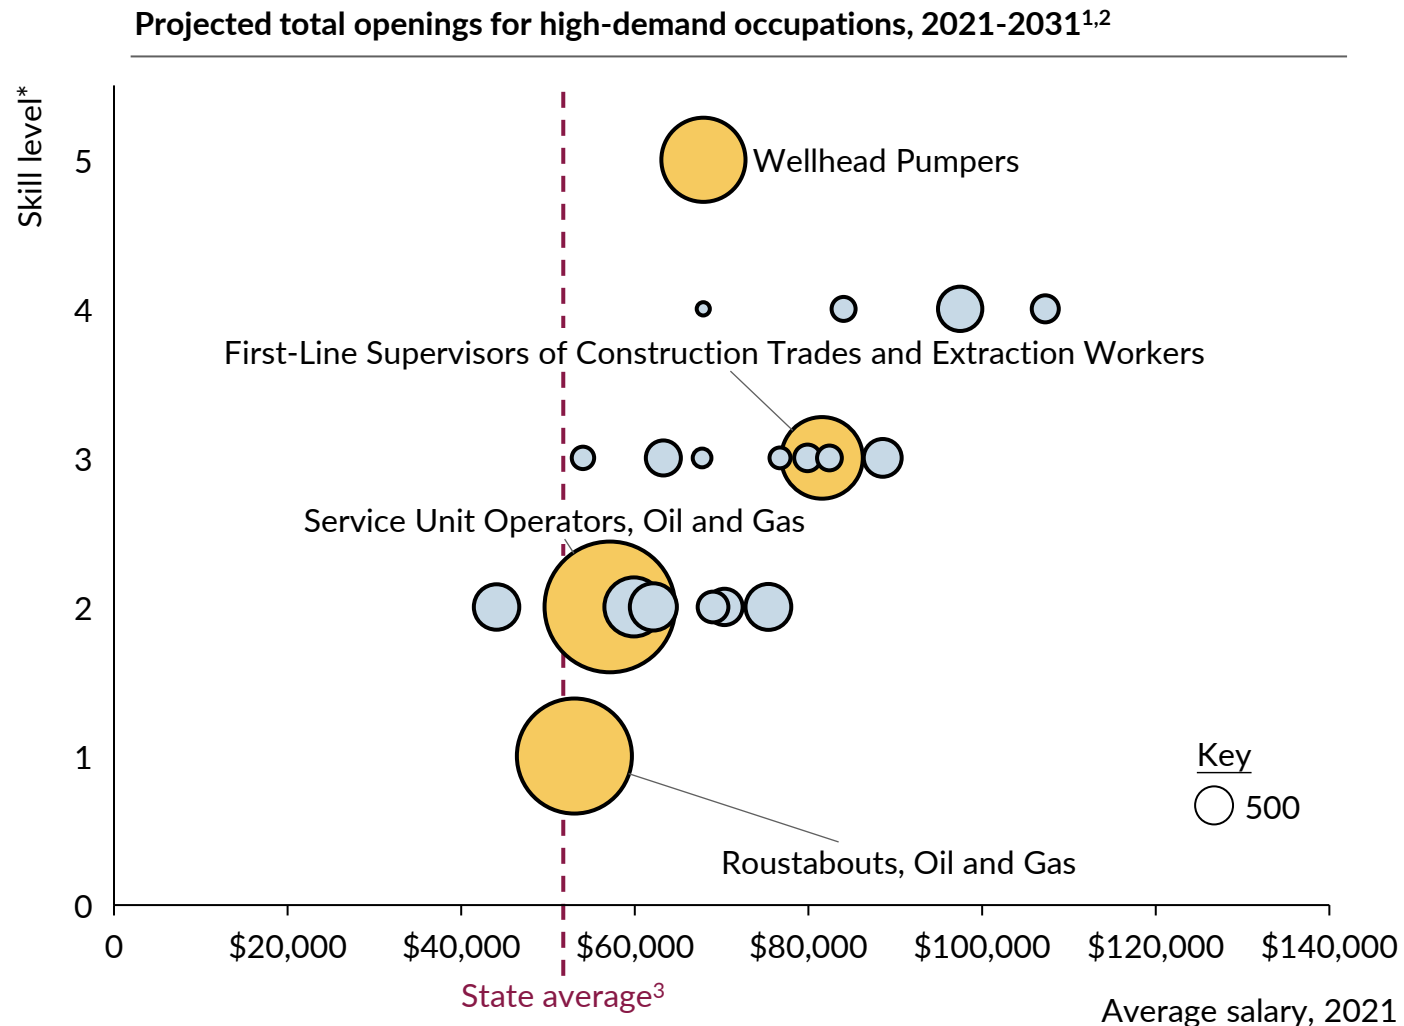 Projected total openings for high-demand occupations, 2021-2031¹,²
Skill level*
5
Wellhead Pumpers
4
First-Line Supervisors of Construction Trades and Extraction Workers
3
Service Unit Operators, Oil and Gas
2
1
Key
500
Roustabouts, Oil and Gas
0
0 $20,000 $40,000 $60,000 $80,000 $100,000 $120,000 $140,000
State average³
Average salary, 2021